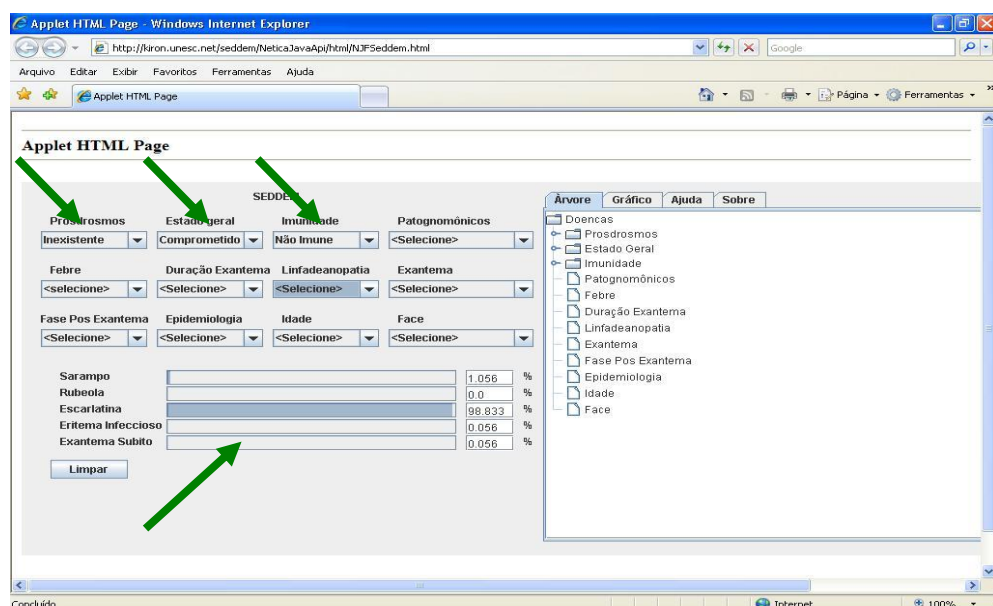 Applet HTML Page - Windows Internet Explorer
http://kiron.unesc.net/seddem/NeticaJavaApi/html/NJFSeddem.html
Google
Arquivo Editar Exibir Favoritos Ferramentas Ajuda
Applet HTML Page
Página Ferramentas
Applet HTML Page
Árvore Gráfico Ajuda Sobre
Estado geral Patognomônicos
Inexistente Comprometido Não Imune <Selecione>
Febre Duração Exantema Linfadeanopatia Exantema
<selecione> <Selecione> <Selecione> <Selecione>
Fase Pos Exantema Epidemiologia Idade Face
<Selecione> <Selecione> <Selecione> <Selecione>
Sarampo 1.056 %
Rubeola 0.0 %
Escarlatina 98.833 %
Eritema Infeccioso 0.056 %
Exantema Subito 0.056 %
Limpar
Doencas
Prosdrosmos
Estado Geral
Imunidade
Patognomônicos
Febre
Duração Exantema
Linfadeanopatia
Exantema
Fase Pos Exantema
Epidemiologia
Idade
Face
Concluído Internet 100%